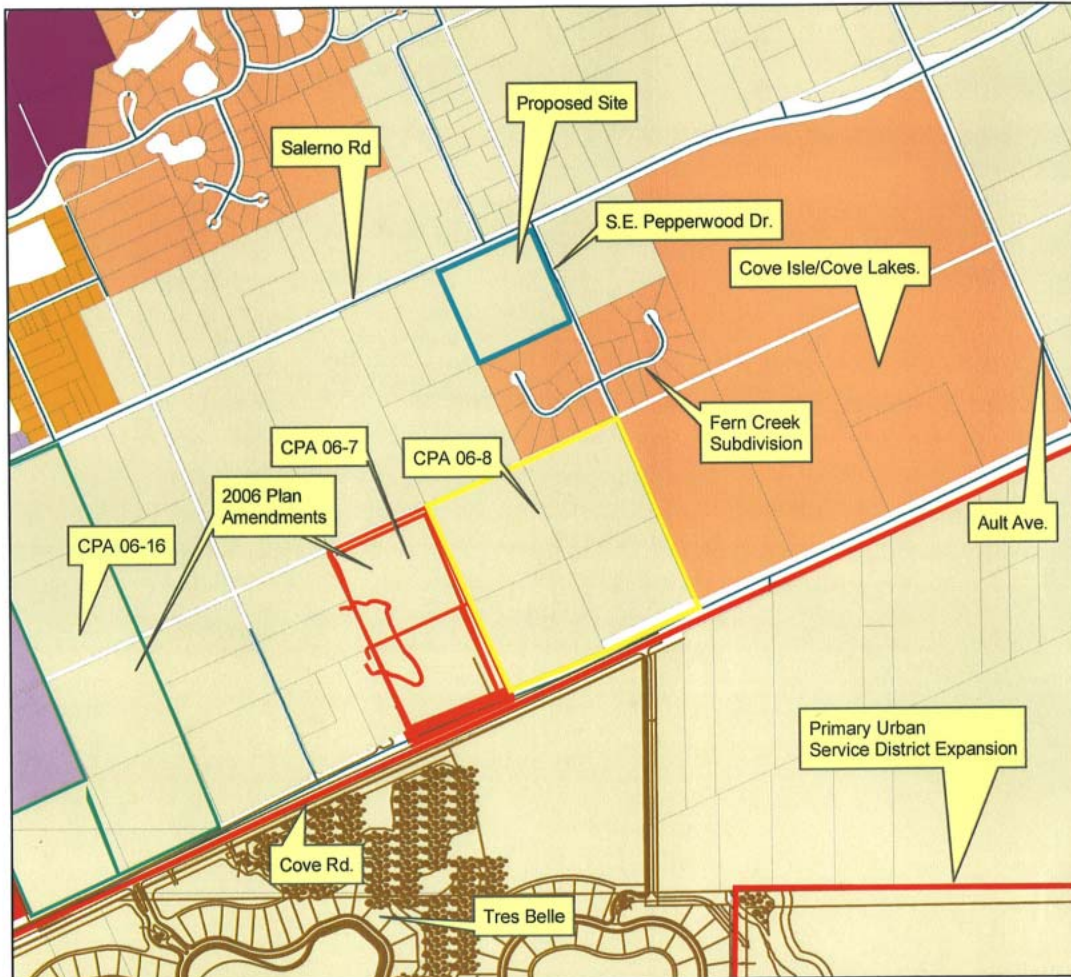 Proposed Site
Salerno Rd
S.E. Pepperwood Dr.
Cove Isle/Cove Lakes.
Fern Creek
Subdivision
CPA 06-7
CPA 06-8
2006 Plan
Amendments
CPA 06-16
Ault Ave.
Primary Urban
Service District Expansion
Cove Rd.
Tres Belle